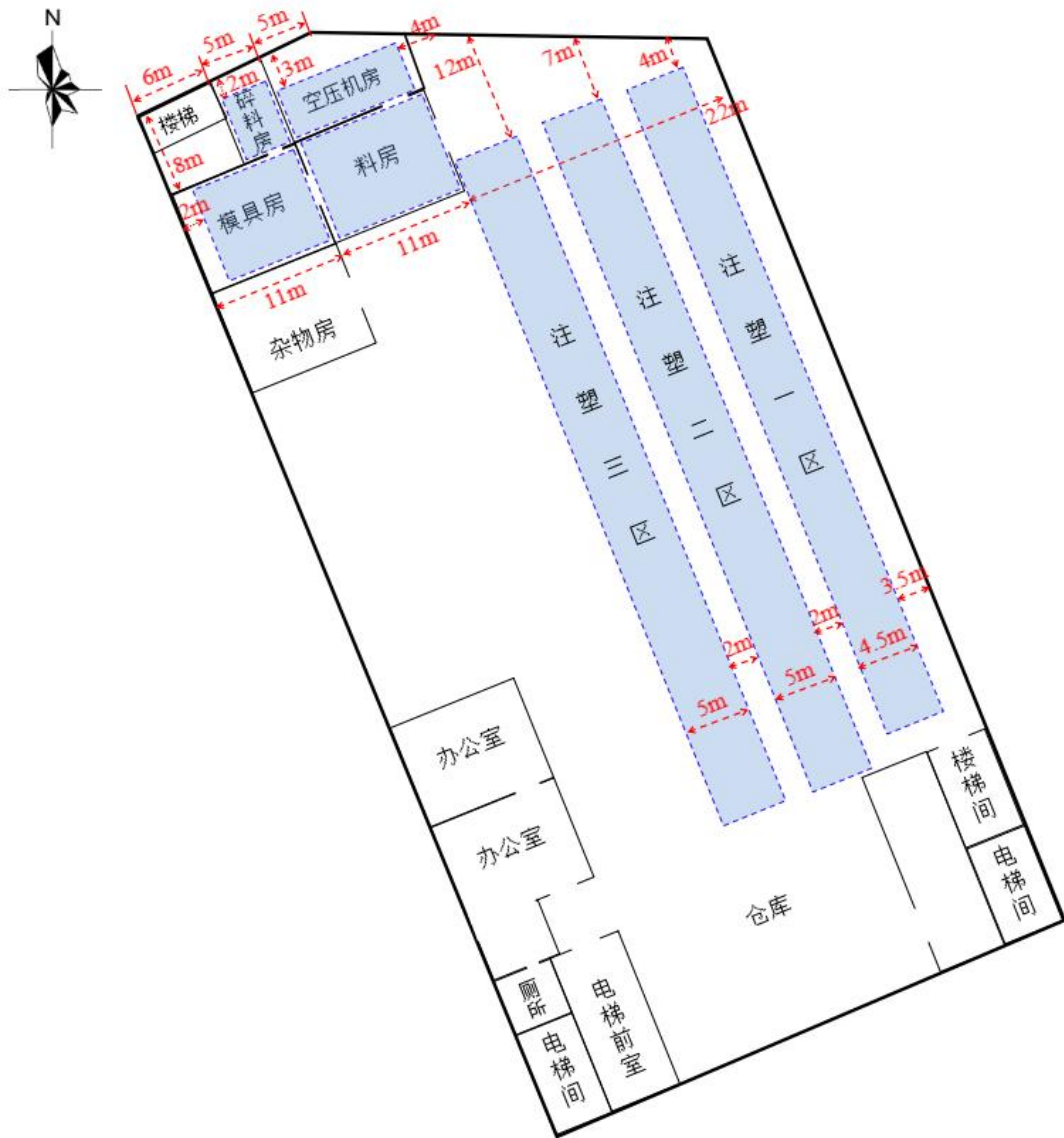 N
5m
5m
4m
6m
2m
3m
12m
7m
4m
楼梯
碎料房
空压机房
22m
8m
料房
2m
模具房
11m
11m
杂物房
注塑三区
注塑二区
注塑一区
3.5m
2m
2m
4.5m
5m
5m
办公室
办公室
楼梯间
电梯间
仓库
厕所
电梯前室
电梯间